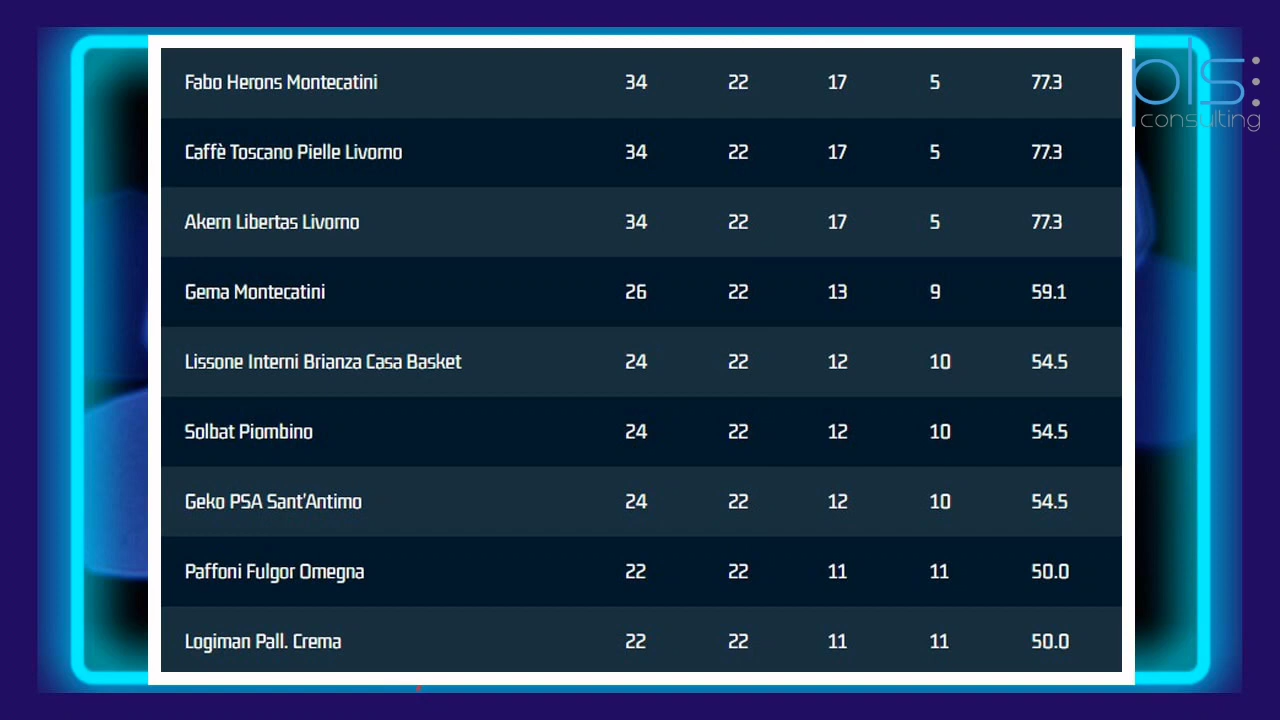 Fabo Herons Montecatini 34 22 17 5 77.3
Caffè Toscano Pielle Livorno 34 22 17 5 77.3
Akern Libertas Livorno 34 22 17 5 77.3
Gema Montecatini 26 22 13 9 59.1
Lissone Interni Brianza Casa Basket 24 22 12 10 54.5
Solbat Piombino 24 22 12 10 54.5
Geko PSA Sant'Antimo 24 22 12 10 54.5
Paffoni Fulgor Omegna 22 22 11 11 50.0
Logiman Pall. Crema 22 22 11 11 50.0
pls:
consulting